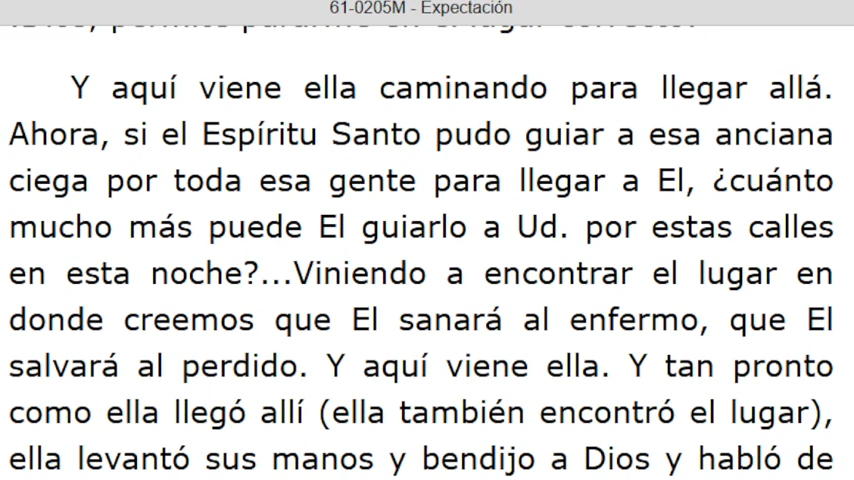 61-0205M - Expectación
Y aquí viene ella caminando para llegar allá.
Ahora, si el Espíritu Santo pudo guiar a esa anciana
ciega por toda esa gente para llegar a El, ¿cuánto
mucho más puede El guiarlo a Ud. por estas calles
en esta noche?...Viniendo a encontrar el lugar en
donde creemos que El sanará al enfermo, que El
salvará al perdido. Y aquí viene ella. Y tan pronto
como ella llegó allí (ella también encontró el lugar),
ella levantó sus manos y bendijo a Dios y habló de